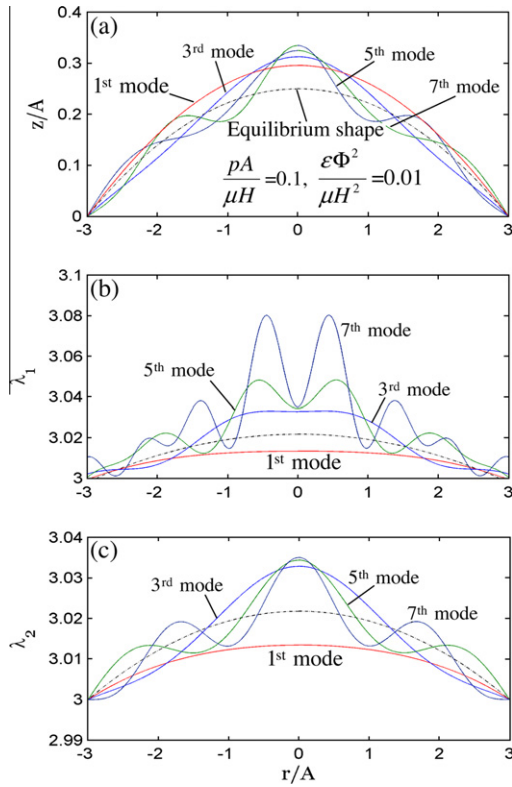 (a)
z/A
0.3
0.2
0.1
0
1st mode
3rd mode
5th mode
7th mode
Equilibrium shape
pA/μH=0.1, εΦ²/μH²=0.01
-3 -2 -1 0 1 2 3
(b)
λ1
3.1
3.08
3.06
3.04
3.02
3
7th mode
5th mode
3rd mode
1st mode
-3 -2 -1 0 1 2 3
(c)
λ2
3.04
3.03
3.02
3.01
3
2.99
3rd mode
5th mode
7th mode
1st mode
-3 -2 -1 0 1 2 3
r/A